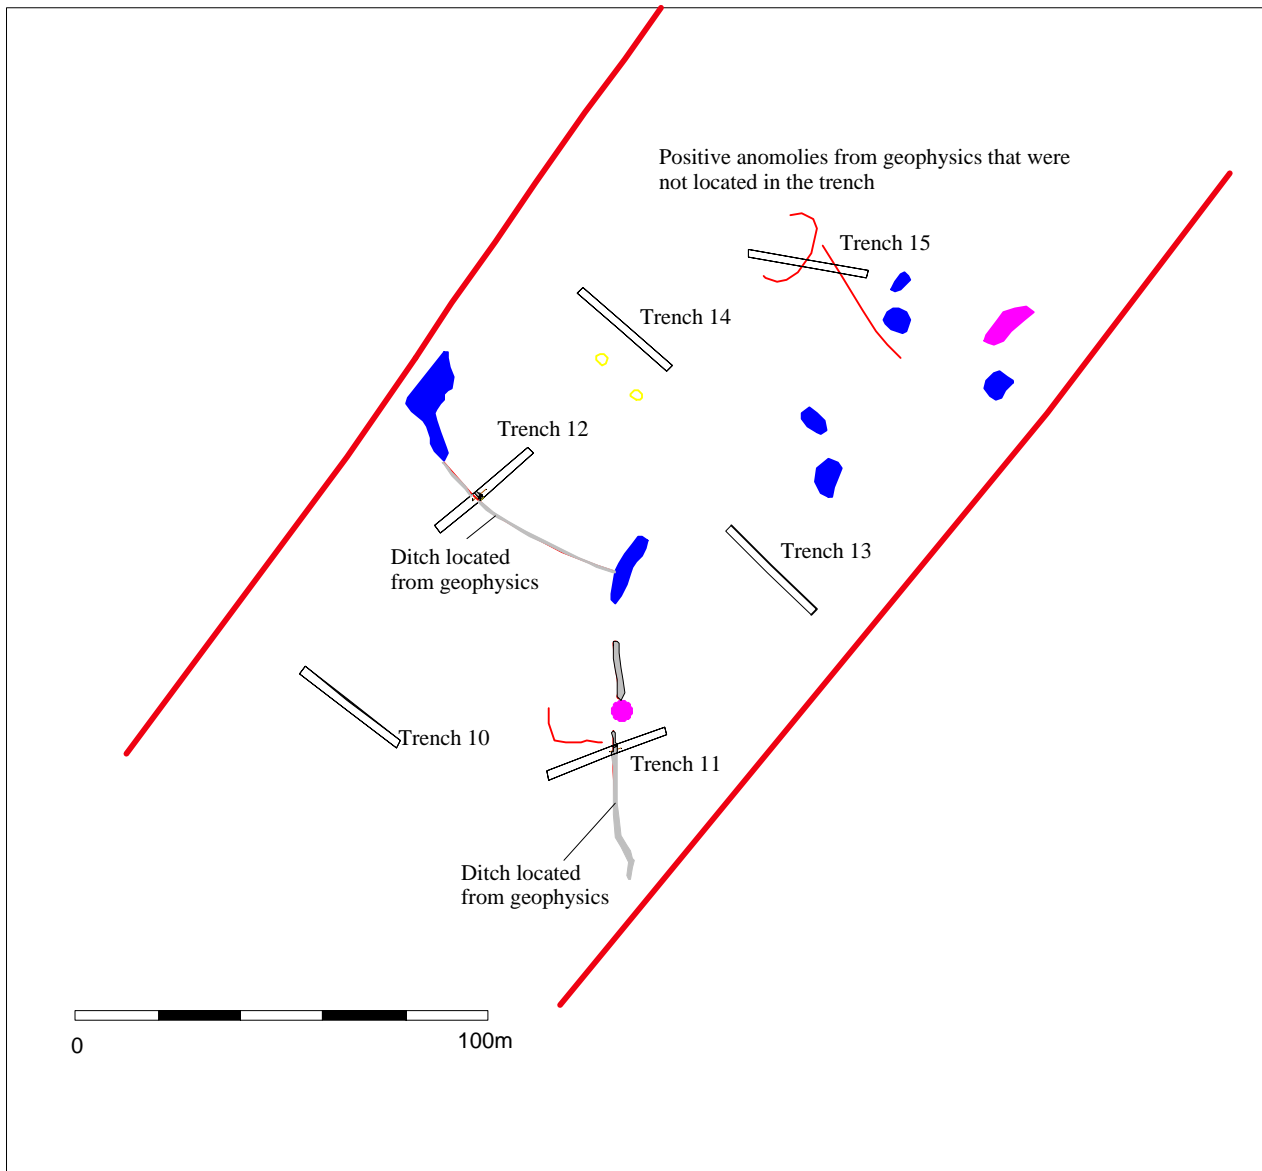 Positive anomolies from geophysics that were
not located in the trench
Trench 15
Trench 14
Trench 12
Trench 13
Ditch located
from geophysics
Trench 10
Trench 11
Ditch located
from geophysics
0
100m